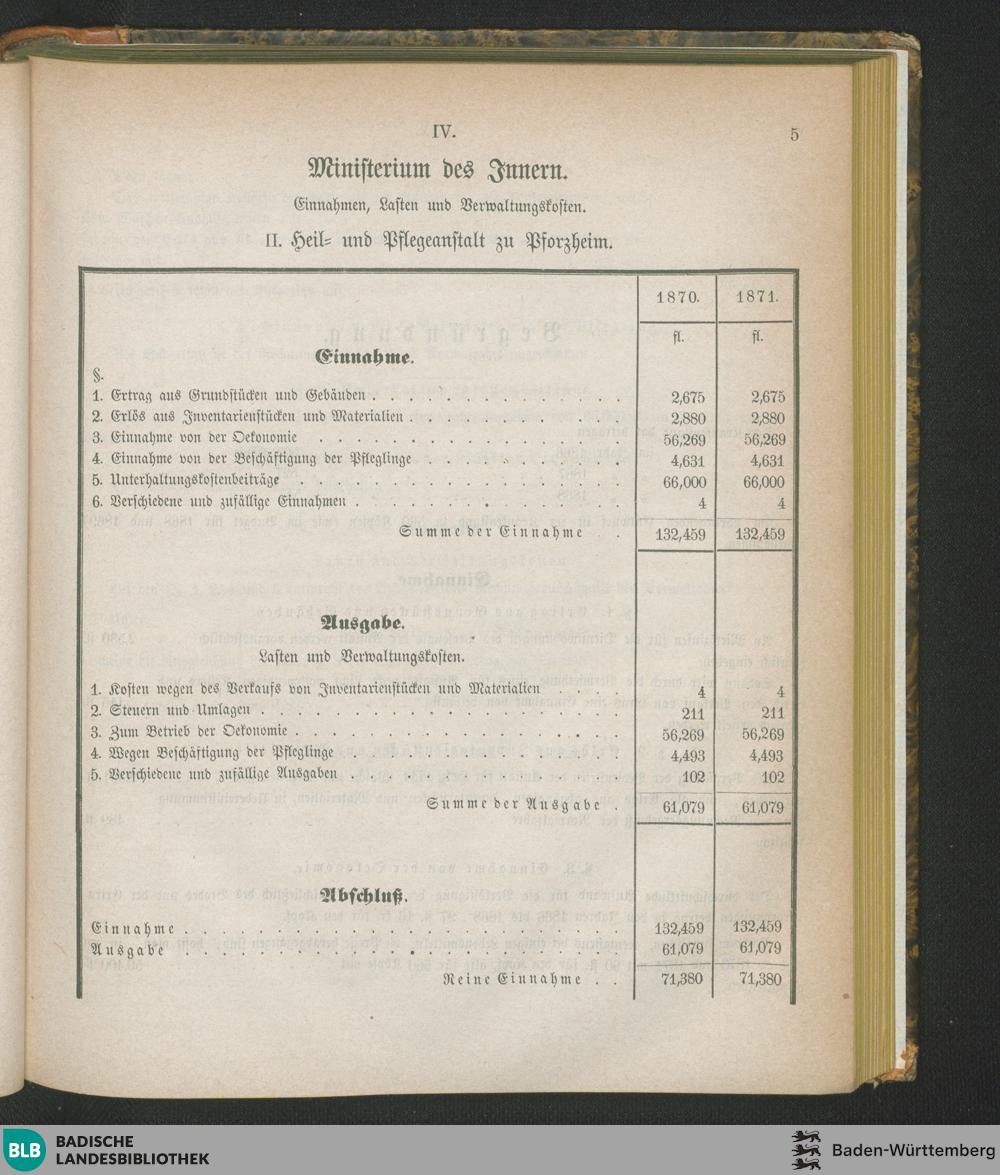 IV.
5
Ministerium des Innern.
Einnahmen, Lasten und Verwaltungskosten.
II. Heil- und Pflegeanstalt zu Pforzheim.
1870. 1871.
fl. fl.
Einnahme.
§.
1. Ertrag aus Grundstücken und Gebäuden . . . . . . . . . . . . . . 2,675 2,675
2. Erlös aus Inventarienstücken und Materialien . . . . . . . . . . . . 2,880 2,880
3. Einnahme von der Oekonomie . . . . . . . . . . . . . . . . . 56,269 56,269
4. Einnahme von der Beschäftigung der Pfleglinge . . . . . . . . . . . 4,631 4,631
5. Unterhaltungskostenbeiträge . . . . . . . . . . . . . . . . . . 66,000 66,000
6. Verschiedene und zufällige Einnahmen . . . . . . . . . . . . . . . 4 4
Summe der Einnahme . . 132,459 132,459
Ausgabe.
Lasten und Verwaltungskosten.
1. Kosten wegen des Verkaufs von Inventarienstücken und Materialien . . . . 4 4
2. Steuern und Umlagen . . . . . . . . . . . . . . . . . . . . 211 211
3. Zum Betrieb der Oekonomie . . . . . . . . . . . . . . . . . . 56,269 56,269
4. Wegen Beschäftigung der Pfleglinge . . . . . . . . . . . . . . . 4,493 4,493
5. Verschiedene und zufällige Ausgaben . . . . . . . . . . . . . . . 102 102
Summe der Ausgabe . 61,079 61,079
Abschluß.
Einnahme . . . . . . . . . . . . . . . . . . . . . . . . 132,459 132,459
Ausgabe . . . . . . . . . . . . . . . . . . . . . . . . 61,079 61,079
Reine Einnahme . . 71,380 71,380
BLB
BADISCHE
LANDESBIBLIOTHEK
Baden-Württemberg